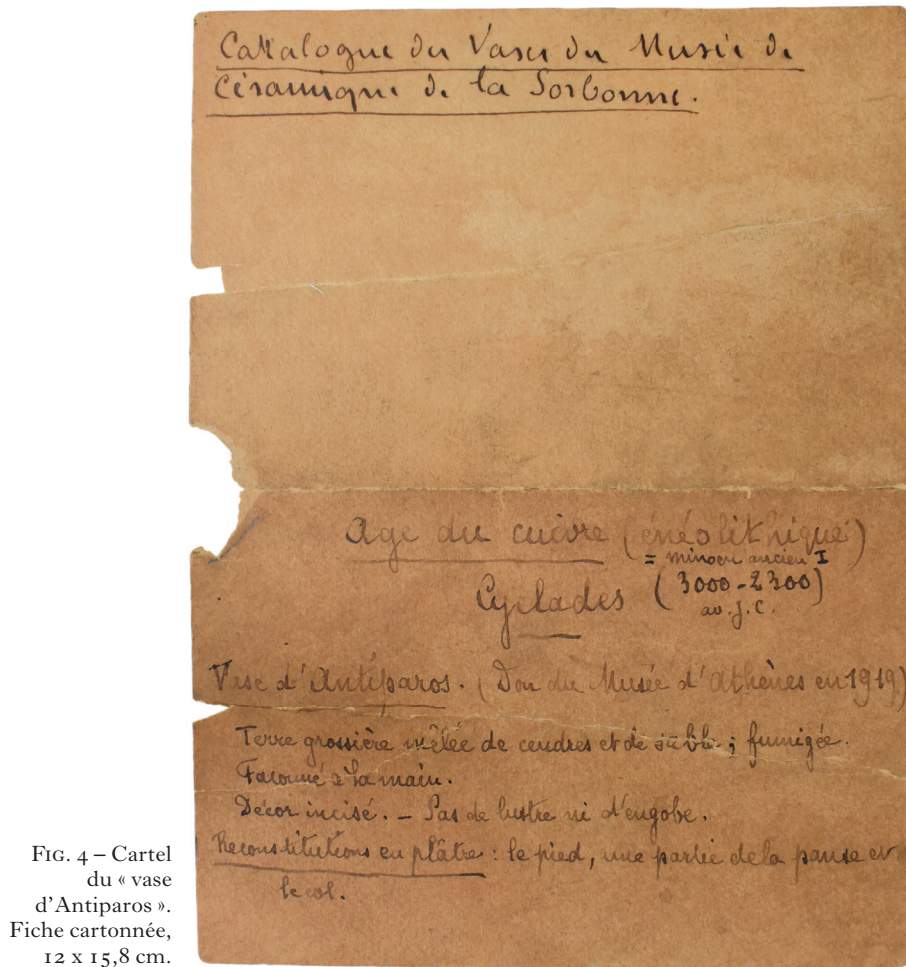 Catalogue des Vases du Musée de
Céramique de la Sorbonne.
Age du cuivre (énéolithique)
= minoen ancien I
Cyclades (3000-2300)
av. J. C.
Vase d'Antiparos. (Don du Musée d'Athènes en 1919)
Terre grossière mêlée de cendres et de sable ; fumigée.
Façonné à la main.
Décor incisé. – Pas de lustre ni d'engobe.
Reconstitutions en plâtre : le pied, une partie de la panse et
le col.
FIG. 4 – Cartel
du « vase
d'Antiparos ».
Fiche cartonnée,
12 x 15,8 cm.